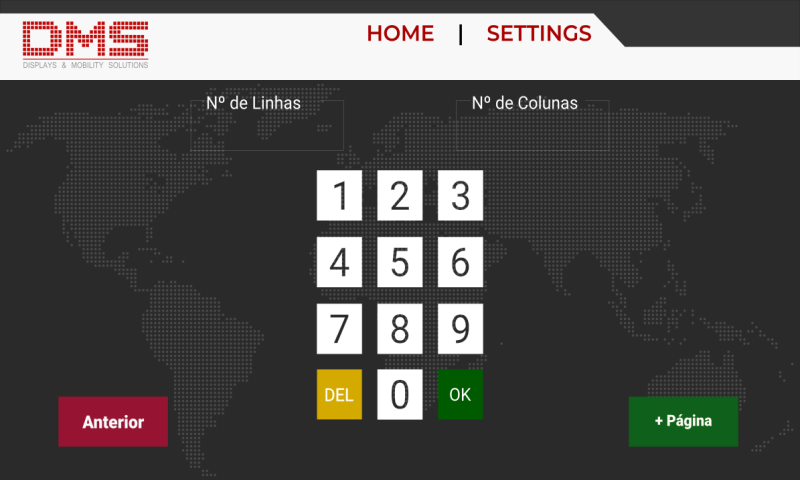 DMS
DISPLAYS & MOBILITY SOLUTIONS
HOME | SETTINGS
Nº de Linhas
Nº de Colunas
1 2 3
4 5 6
7 8 9
DEL 0 OK
Anterior
+ Página